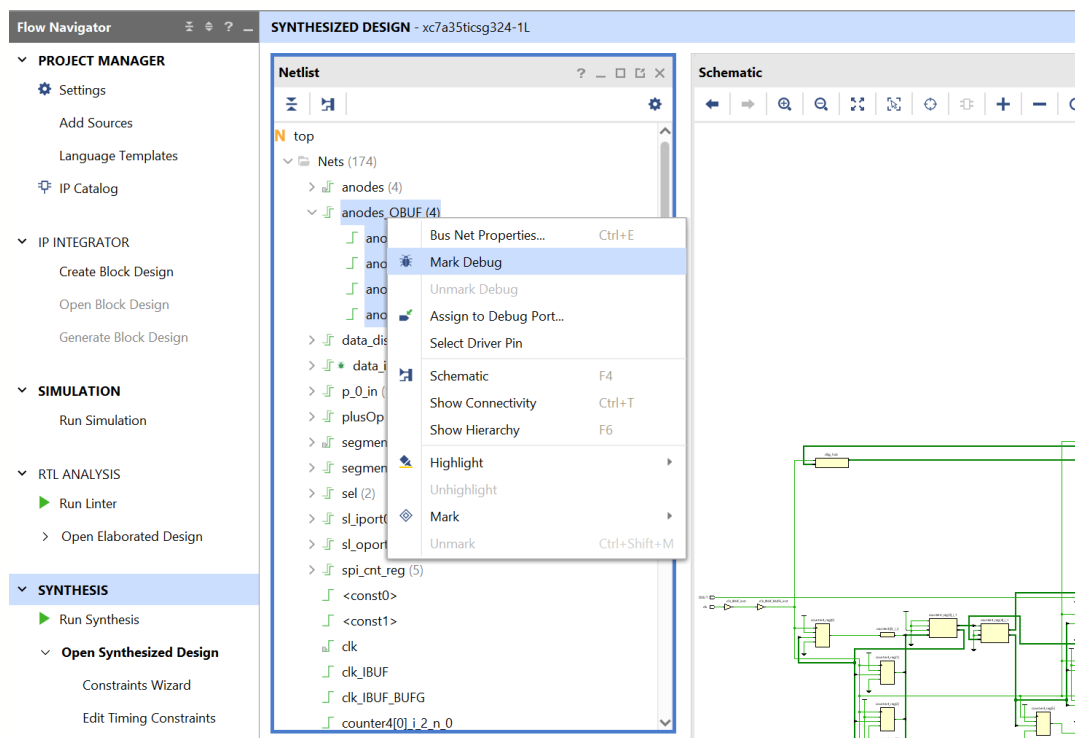 Flow Navigator
SYNTHESIZED DESIGN - xc7a35ticsg324-1L
PROJECT MANAGER
Settings
Add Sources
Language Templates
IP Catalog
IP INTEGRATOR
Create Block Design
Open Block Design
Generate Block Design
SIMULATION
Run Simulation
RTL ANALYSIS
Run Linter
Open Elaborated Design
SYNTHESIS
Run Synthesis
Open Synthesized Design
Constraints Wizard
Edit Timing Constraints
Netlist
N top
Nets (174)
anodes (4)
anodes_OBUF (4)
ano
ano
ano
ano
data_dis
data_i
p_0_in (
plusOp
segmen
segmen
sel (2)
sl_iport0
sl_oport
spi_cnt_reg (5)
<const0>
<const1>
clk
clk_IBUF
clk_IBUF_BUFG
counter4[0]_i_2_n_0
Bus Net Properties... Ctrl+E
Mark Debug
Unmark Debug
Assign to Debug Port...
Select Driver Pin
Schematic F4
Show Connectivity Ctrl+T
Show Hierarchy F6
Highlight
Unhighlight
Mark
Unmark Ctrl+Shift+M
Schematic